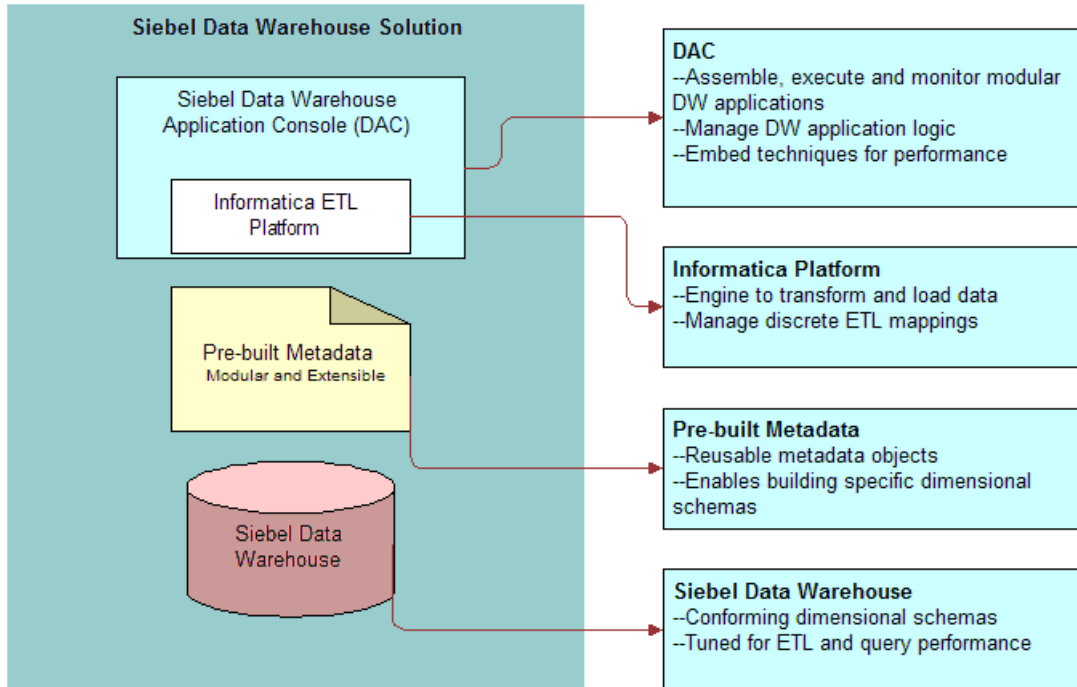 Siebel Data Warehouse Solution
Siebel Data Warehouse
Application Console (DAC)
Informatica ETL
Platform
Pre-built Metadata
Modular and Extensible
Siebel Data
Warehouse
DAC
--Assemble, execute and monitor modular
DW applications
--Manage DW application logic
--Embed techniques for performance
Informatica Platform
--Engine to transform and load data
--Manage discrete ETL mappings
Pre-built Metadata
--Reusable metadata objects
--Enables building specific dimensional
schemas
Siebel Data Warehouse
--Conforming dimensional schemas
--Tuned for ETL and query performance